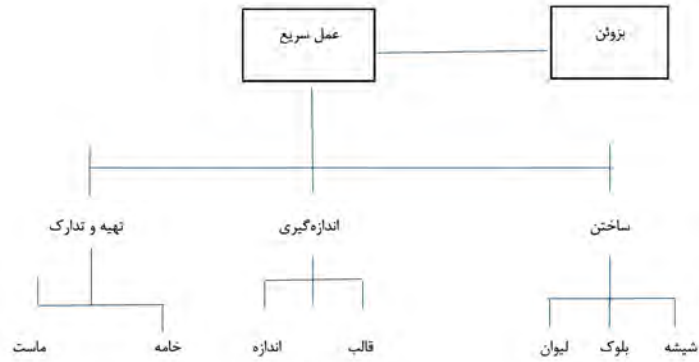 بزوئن
عمل سریع
ساختن
اندازه‌گیری
تهیه و تدارک
شیشه
بلوک
لیوان
قالب
اندازه
خامه
ماست